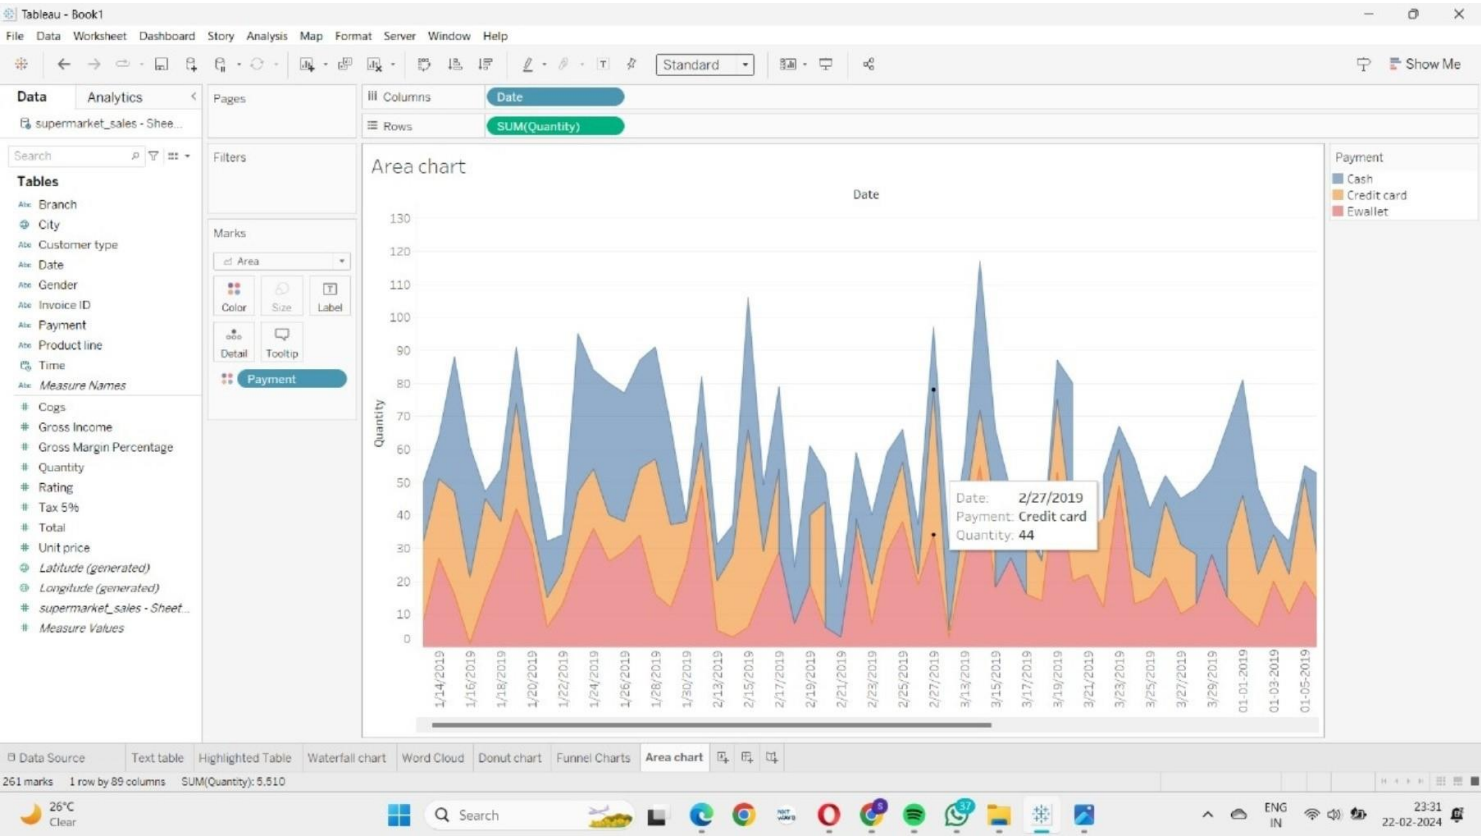 Tableau - Book1
File Data Worksheet Dashboard Story Analysis Map Format Server Window Help
Standard
Show Me
Data Analytics
supermarket_sales - Shee...
Search
Tables
Abc Branch
City
Abc Customer type
Abc Date
Abc Gender
Abc Invoice ID
Abc Payment
Abc Product line
Time
Abc Measure Names
# Cogs
# Gross Income
# Gross Margin Percentage
# Quantity
# Rating
# Tax 5%
# Total
# Unit price
Latitude (generated)
Longitude (generated)
# supermarket_sales - Sheet...
# Measure Values
Pages
Filters
Marks
Area
Color Size Label
Detail Tooltip
Payment
Columns Date
Rows SUM(Quantity)
Area chart
Date
Quantity
130
120
110
100
90
80
70
60
50
40
30
20
10
0
Date: 2/27/2019
Payment: Credit card
Quantity: 44
1/14/2019
1/16/2019
1/18/2019
1/20/2019
1/22/2019
1/24/2019
1/26/2019
1/28/2019
1/30/2019
2/13/2019
2/15/2019
2/17/2019
2/19/2019
2/21/2019
2/23/2019
2/25/2019
2/27/2019
3/13/2019
3/15/2019
3/17/2019
3/19/2019
3/21/2019
3/23/2019
3/25/2019
3/27/2019
3/29/2019
01-01-2019
01-03-2019
01-05-2019
Payment
Cash
Credit card
Ewallet
Data Source Text table Highlighted Table Waterfall chart Word Cloud Donut chart Funnel Charts Area chart
261 marks 1 row by 89 columns SUM(Quantity): 5,510
26°C
Clear
Search
37
ENG
IN
23:31
22-02-2024